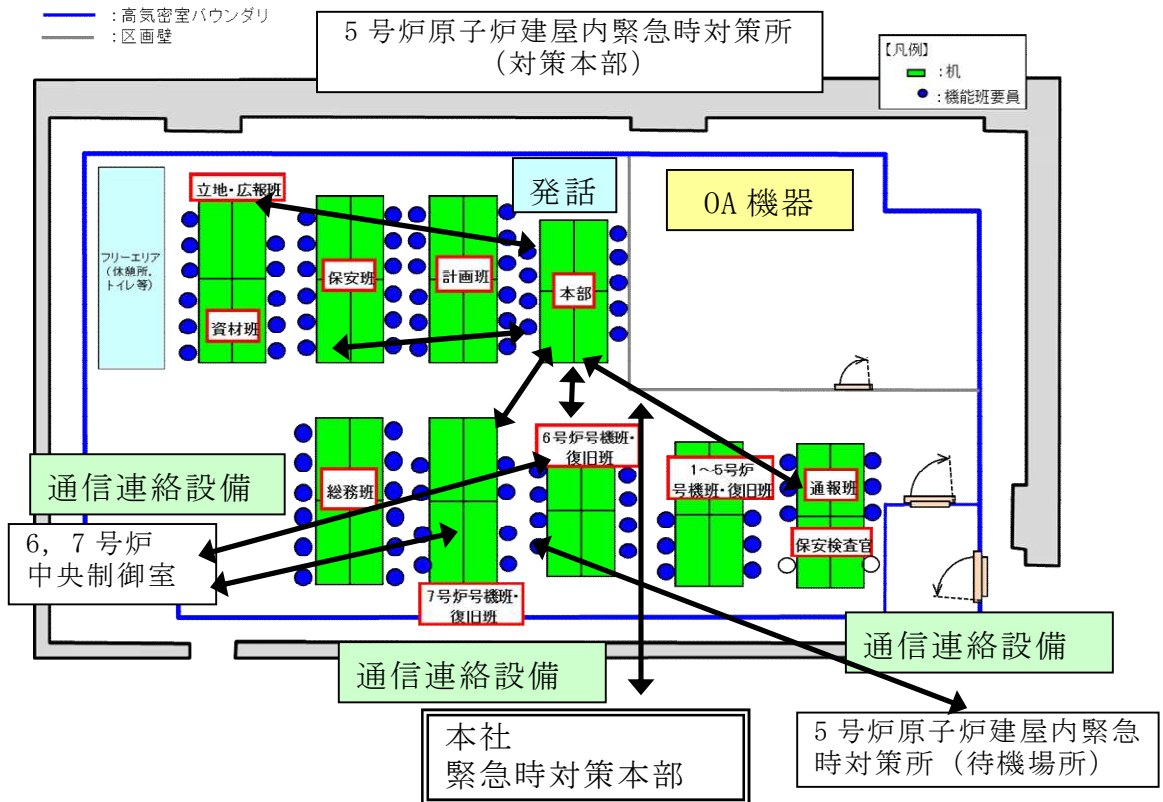 ：高気密室バウンダリ
：区画壁
5号炉原子炉建屋内緊急時対策所
（対策本部）
【凡例】
：机
：機能班要員
立地・広報班
発話
OA機器
フリーエリア
（休憩所，
トイレ等）
保安班
計画班
本部
資材班
6号炉号機班・
復旧班
1～5号炉
号機班・復旧班
通信連絡設備
総務班
通報班
保安検査官
6，7号炉
中央制御室
7号炉号機班・
復旧班
通信連絡設備
通信連絡設備
本社
緊急時対策本部
5号炉原子炉建屋内緊急
時対策所（待機場所）